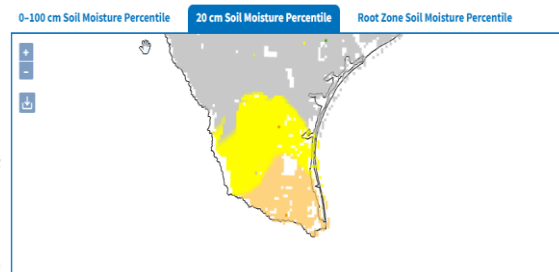 0–100 cm Soil Moisture Percentile 20 cm Soil Moisture Percentile Root Zone Soil Moisture Percentile
+
-